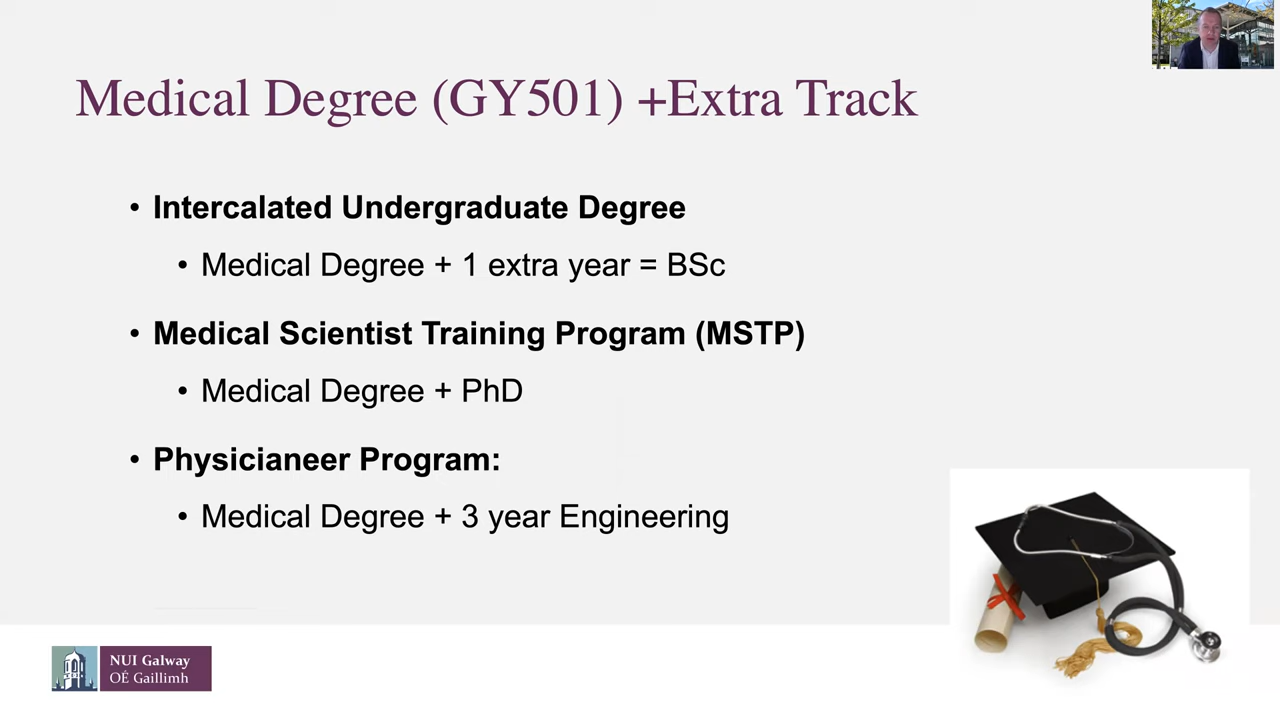 Medical Degree (GY501) +Extra Track
• Intercalated Undergraduate Degree
• Medical Degree + 1 extra year = BSc
• Medical Scientist Training Program (MSTP)
• Medical Degree + PhD
• Physicianeer Program:
• Medical Degree + 3 year Engineering
NUI Galway
OÉ Gaillimh